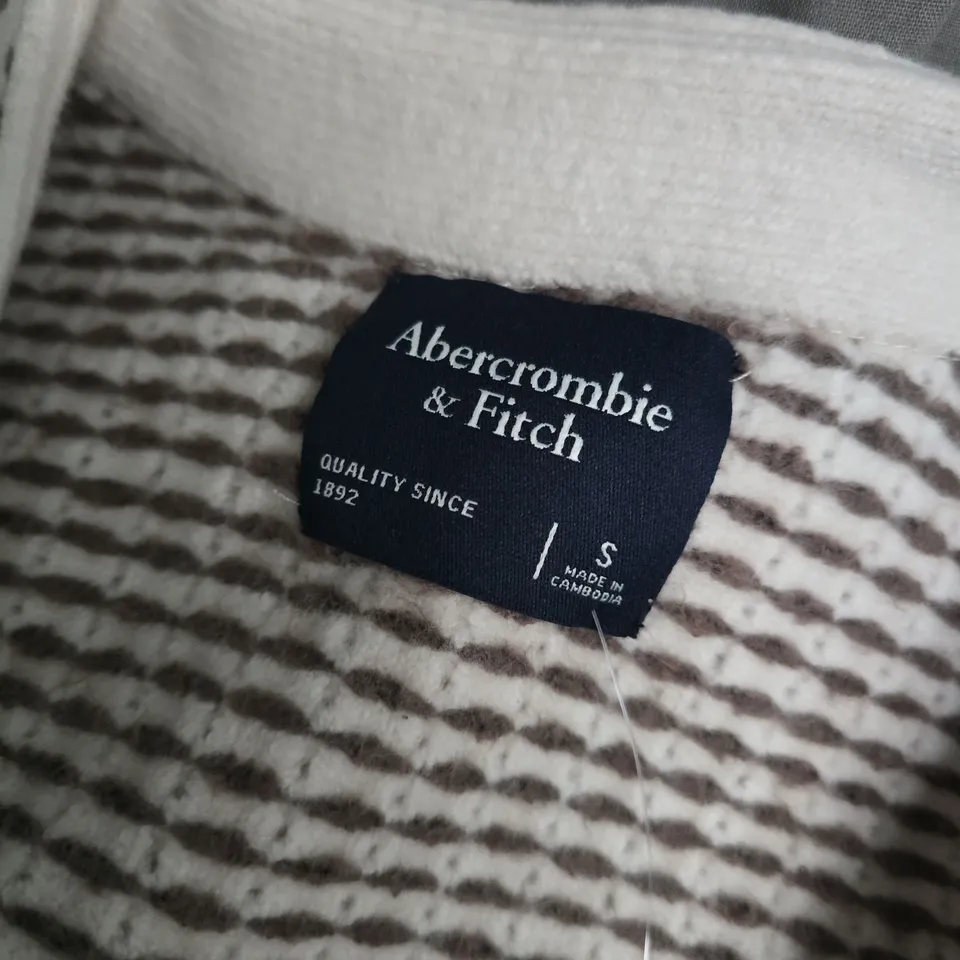 Abercrombie
& Fitch
QUALITY SINCE
1892
S
MADE IN
CAMBODIA